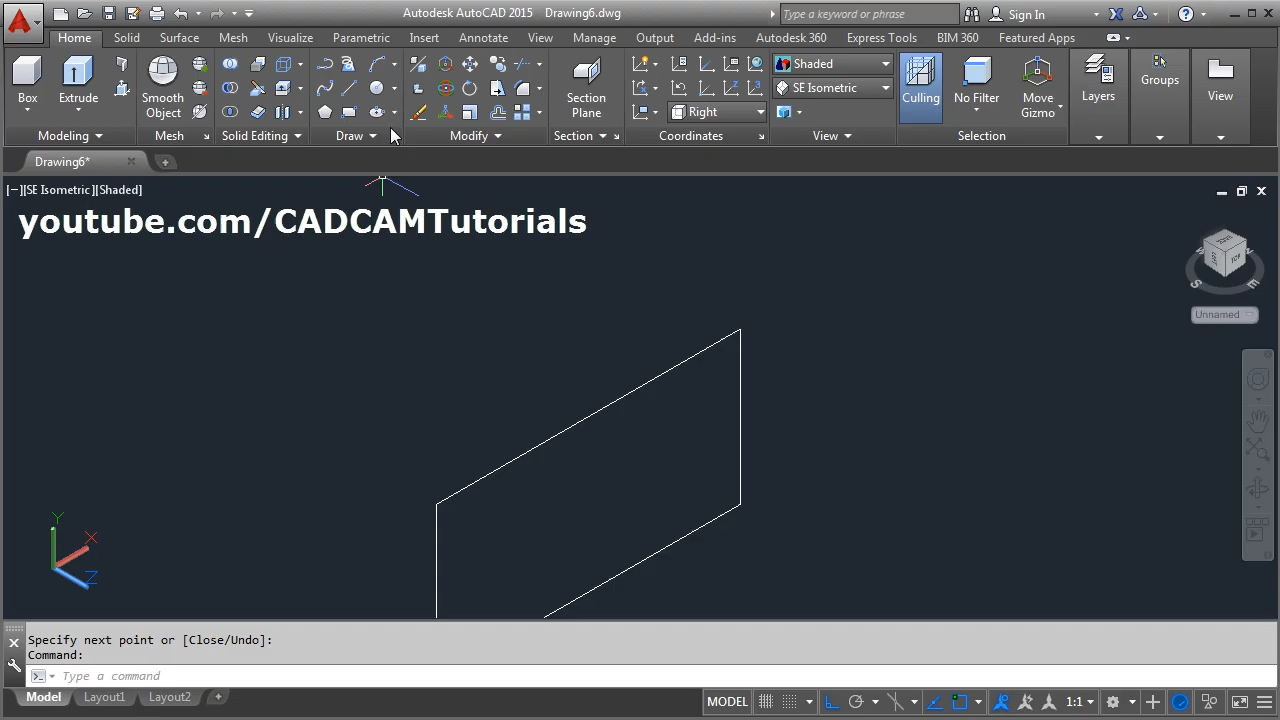 Autodesk AutoCAD 2015 Drawing6.dwg
Type a keyword or phrase
Sign In
Home Solid Surface Mesh Visualize Parametric Insert Annotate View Manage Output Add-ins Autodesk 360 Express Tools BIM 360 Featured Apps
Box
Extrude
Smooth
Object
Section
Plane
Shaded
SE Isometric
Right
Culling
No Filter
Move
Gizmo
Layers
Groups
View
Modeling
Mesh
Solid Editing
Draw
Modify
Section
Coordinates
View
Selection
Drawing6*
[−][SE Isometric][Shaded]
youtube.com/CADCAMTutorials
S
E
Unnamed
Y
X
Z
Specify next point or [Close/Undo]:
Command:
Type a command
Model Layout1 Layout2
MODEL
1:1